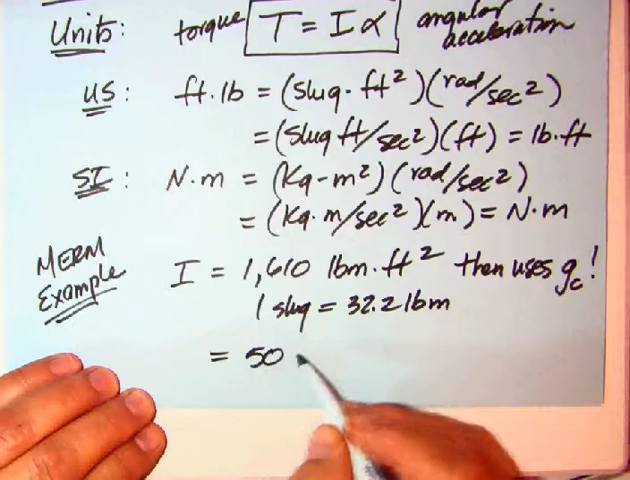 Units: torque T = Iα angular acceleration
US: ft·lb = (slug·ft²)(rad/sec²)
= (slug ft/sec²)(ft) = lb·ft
SI: N·m = (Kg-m²)(rad/sec²)
= (Kg·m/sec²)(m) = N·m
MERM Example I = 1,610 lbm·ft² then uses gc!
1 slug = 32.2 lbm
= 50